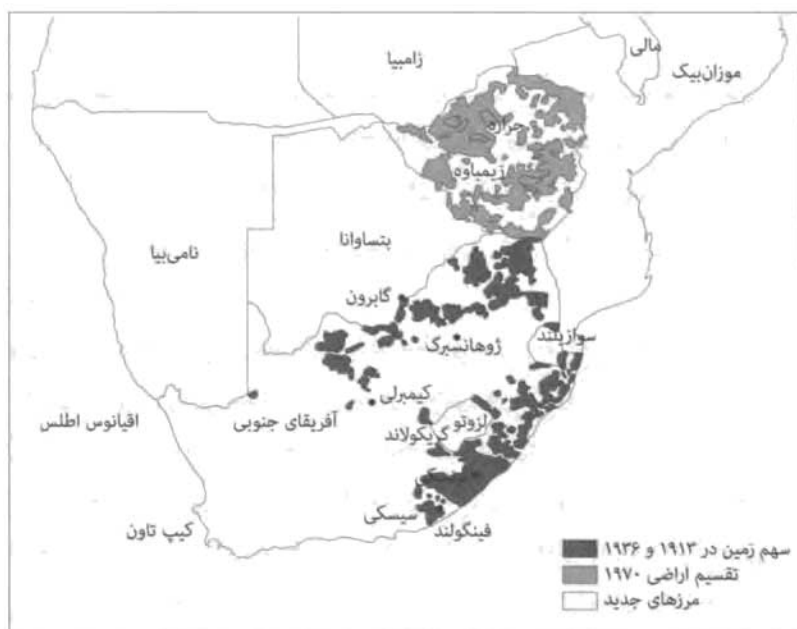 مالی
موزان‌بیک
زامبیا
حراره
زیمباوه
بتساوانا
نامی‌بیا
گابرون
سوازیلند
ژوهانسبرگ
کیمبرلی
لزوتو
آفریقای جنوبی
اقیانوس اطلس
گریکولاند
سیسکی
فینگولند
کیپ تاون
سهم زمین در ۱۹۱۳ و ۱۹۳۶
تقسیم اراضی ۱۹۷۰
مرزهای جدید